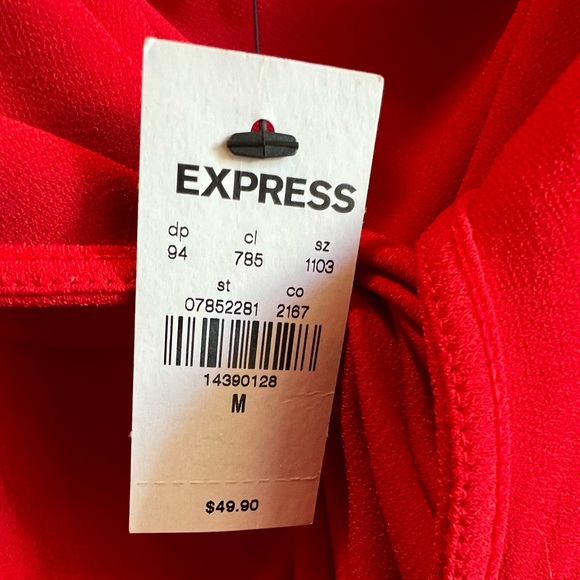 EXPRESS
dp cl sz
94 785 1103
st co
07852281 2167
14390128
M
$49.90